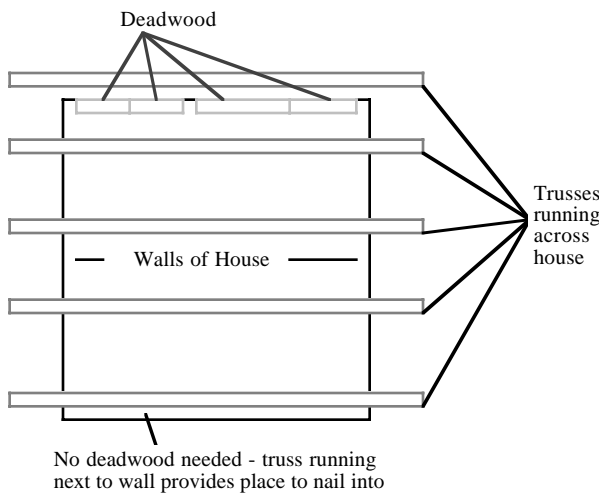 Deadwood
Trusses
running
across
house
Walls of House
No deadwood needed - truss running
next to wall provides place to nail into